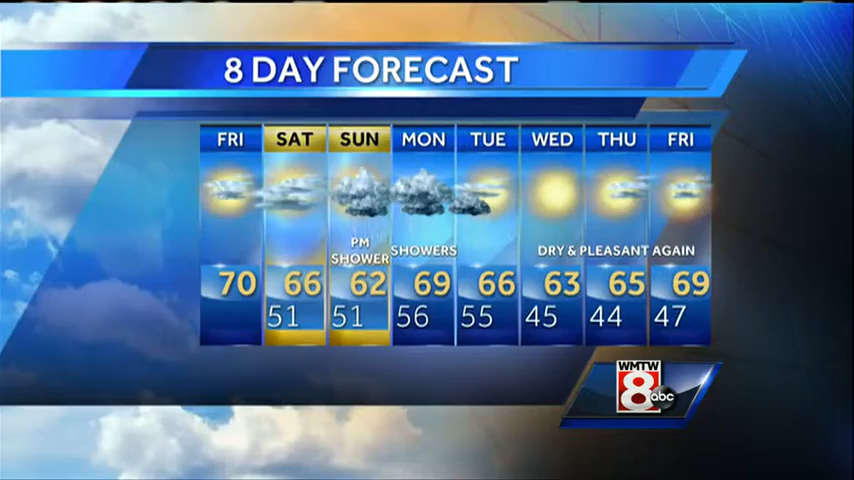 8 DAY FORECAST
FRI SAT SUN MON TUE WED THU FRI
PM
SHOWER
SHOWERS
DRY & PLEASANT AGAIN
70 66 62 69 66 63 65 69
51 51 56 55 45 44 47
WMTW
8
abc